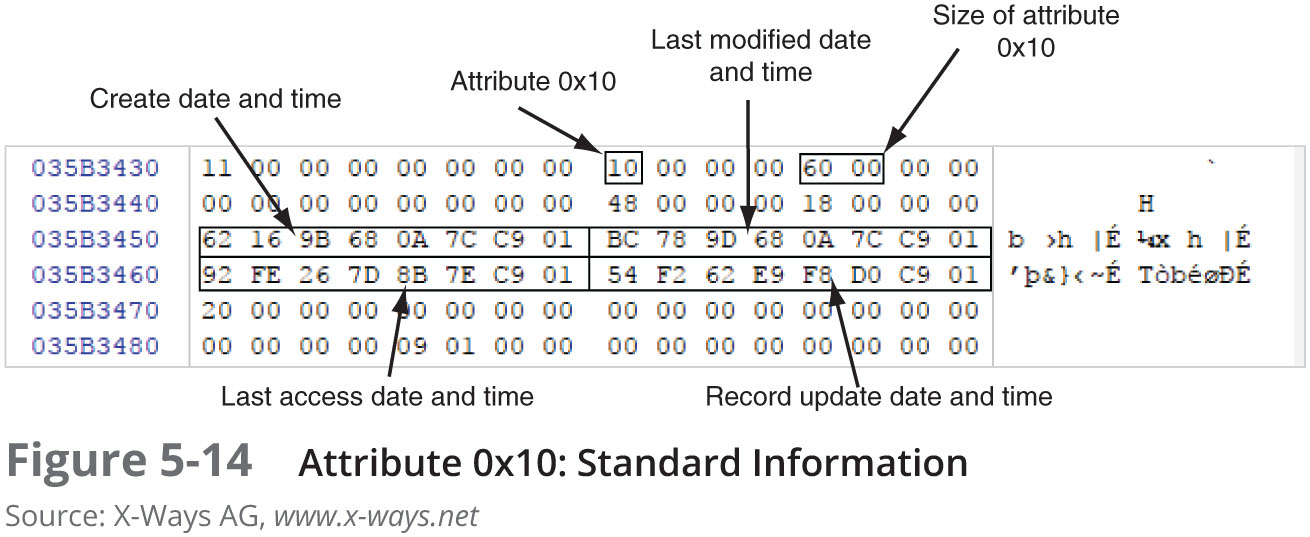 Size of attribute
0x10
Last modified date
and time
Attribute 0x10
Create date and time
035B3430 11 00 00 00 00 00 00 00 10 00 00 00 60 00 00 00 `
035B3440 00 00 00 00 00 00 00 00 48 00 00 00 18 00 00 00 H
035B3450 62 16 9B 68 0A 7C C9 01 BC 78 9D 68 0A 7C C9 01 b ›h |É ¼x h |É
035B3460 92 FE 26 7D 8B 7E C9 01 54 F2 62 E9 F8 D0 C9 01 ’þ&}‹~É TòbéøÐÉ
035B3470 20 00 00 00 00 00 00 00 00 00 00 00 00 00 00 00
035B3480 00 00 00 00 09 01 00 00 00 00 00 00 00 00 00 00
Last access date and time
Record update date and time
Figure 5-14 Attribute 0x10: Standard Information
Source: X-Ways AG, www.x-ways.net